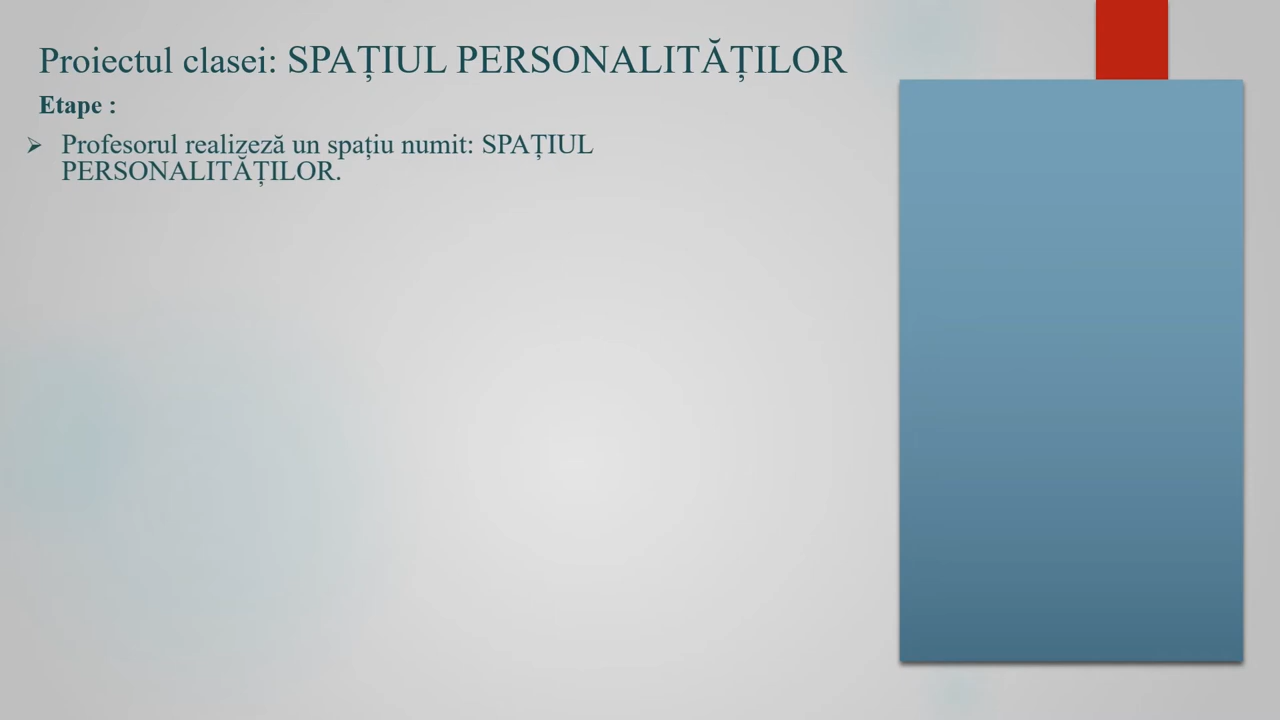 Proiectul clasei: SPAȚIUL PERSONALITĂȚILOR
Etape :
Profesorul realizeză un spațiu numit: SPAȚIUL
PERSONALITĂȚILOR.